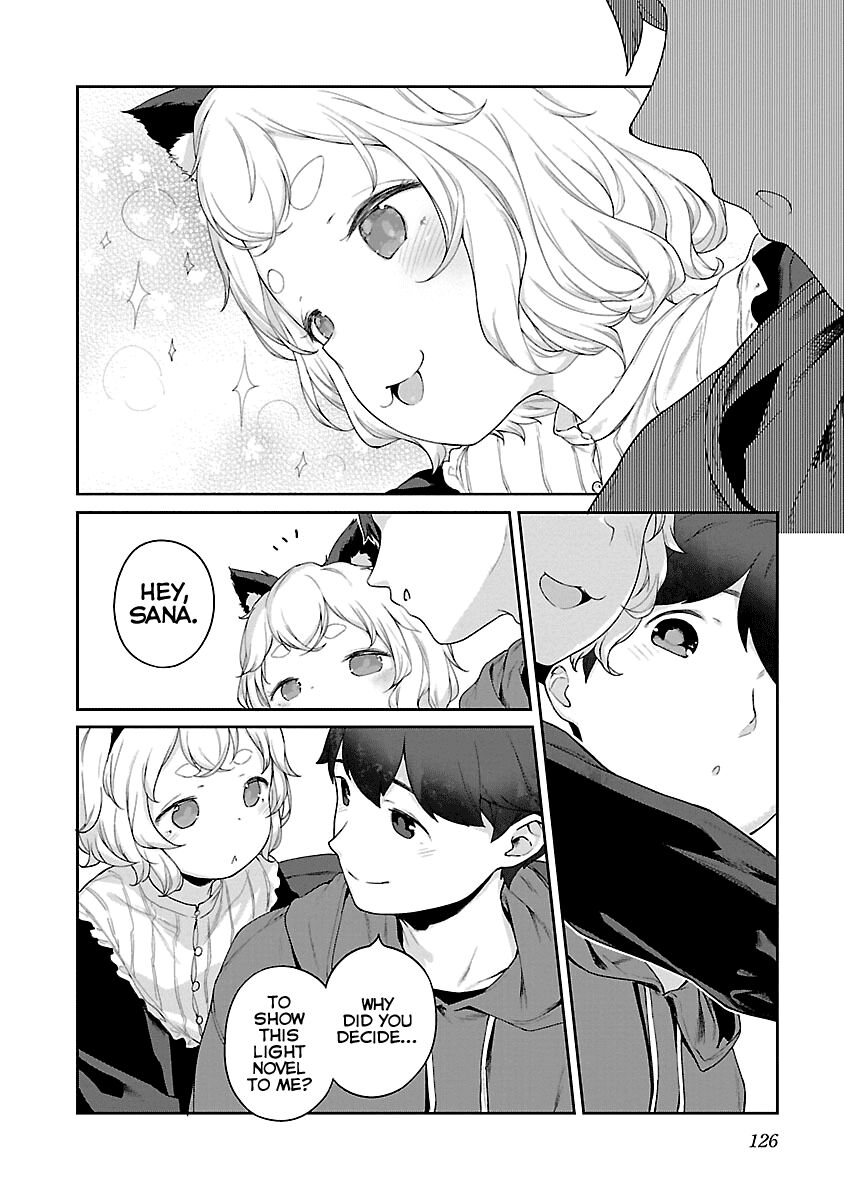 HEY,
SANA.
WHY
DID YOU
DECIDE...
TO
SHOW
THIS
LIGHT
NOVEL
TO ME?
126